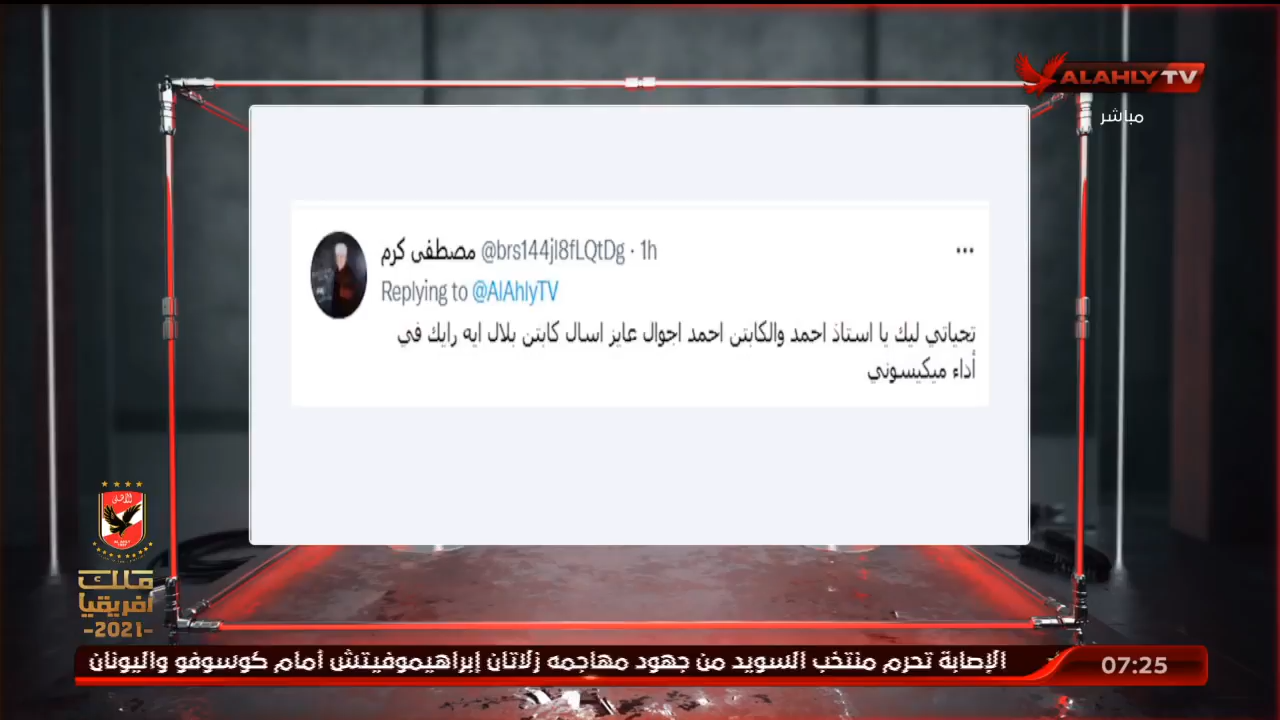 ALAHLY TV
مباشر
مصطفى كرم @brs144jl8fLQtDg · 1h
Replying to @AlAhlyTV
تحياتي ليك يا استاذ احمد والكابتن احمد اجوال عايز اسال كابتن بلال ايه رايك في
أداء ميكيسوني
ملك
أفريقيا
-2021-
الإصابة تحرم منتخب السويد من جهود مهاجمه زلاتان إبراهيموفيتش أمام كوسوفو واليونان
07:25